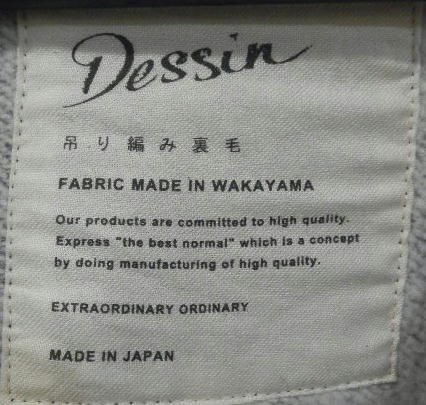 Dessin
吊り編み裏毛
FABRIC MADE IN WAKAYAMA
Our products are committed to high quality.
Express "the best normal" which is a concept
by doing manufacturing of high quality.
EXTRAORDINARY ORDINARY
MADE IN JAPAN